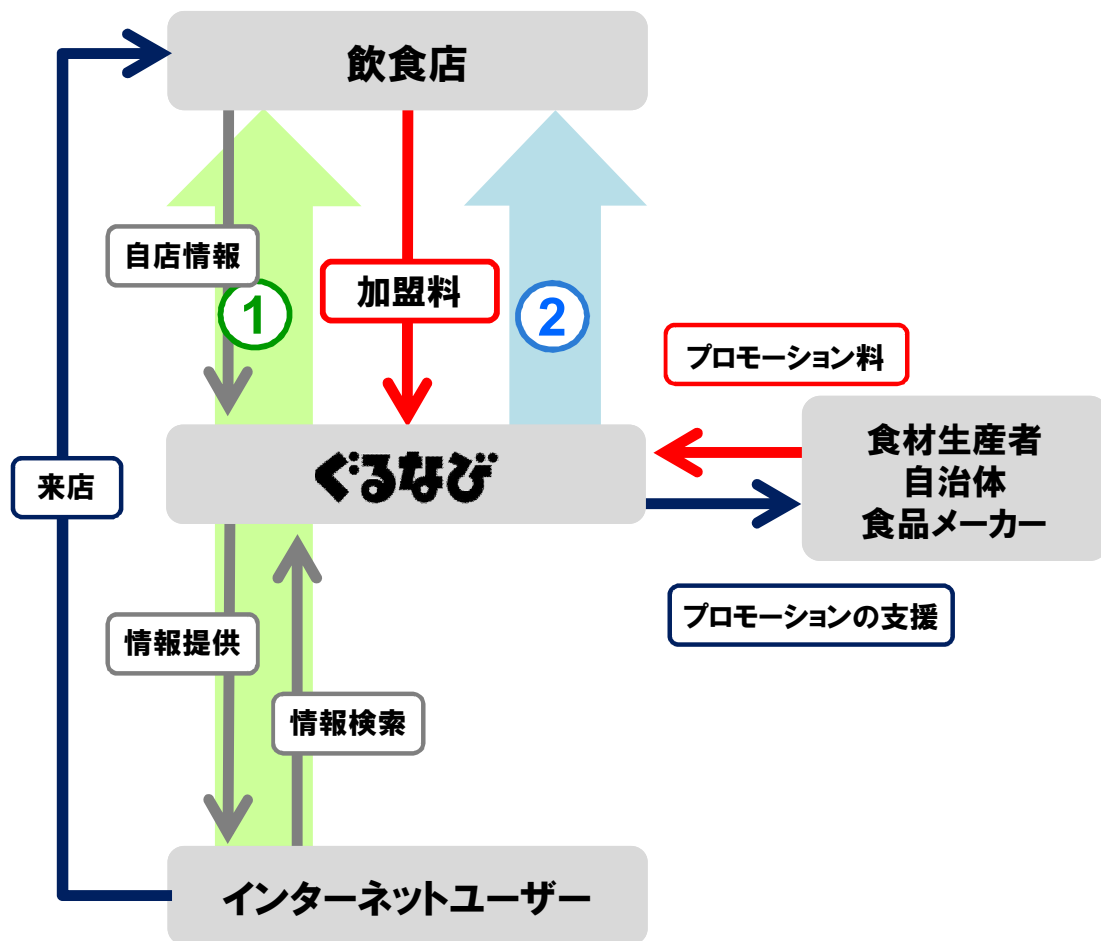 飲食店
自店情報
加盟料
1
2
プロモーション料
食材生産者
自治体
食品メーカー
ぐるなび
来店
プロモーションの支援
情報提供
情報検索
インターネットユーザー